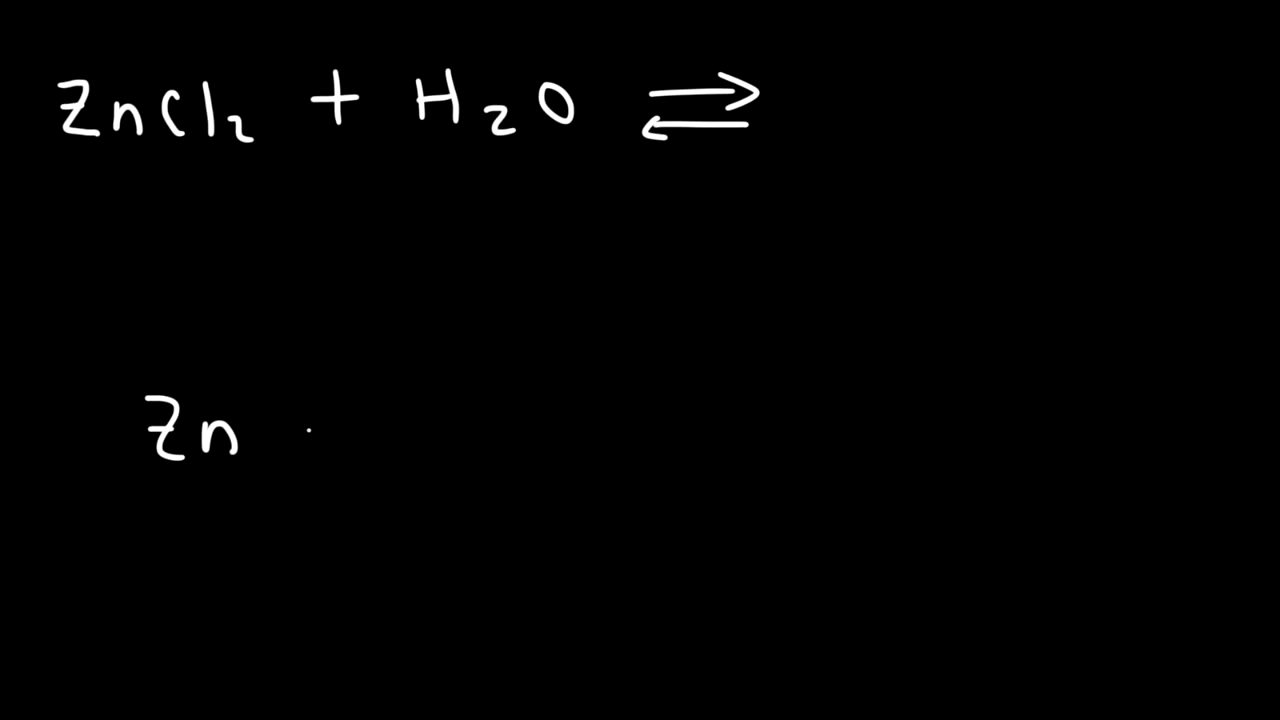 ZnCl₂ + H₂O ⇌
Zn